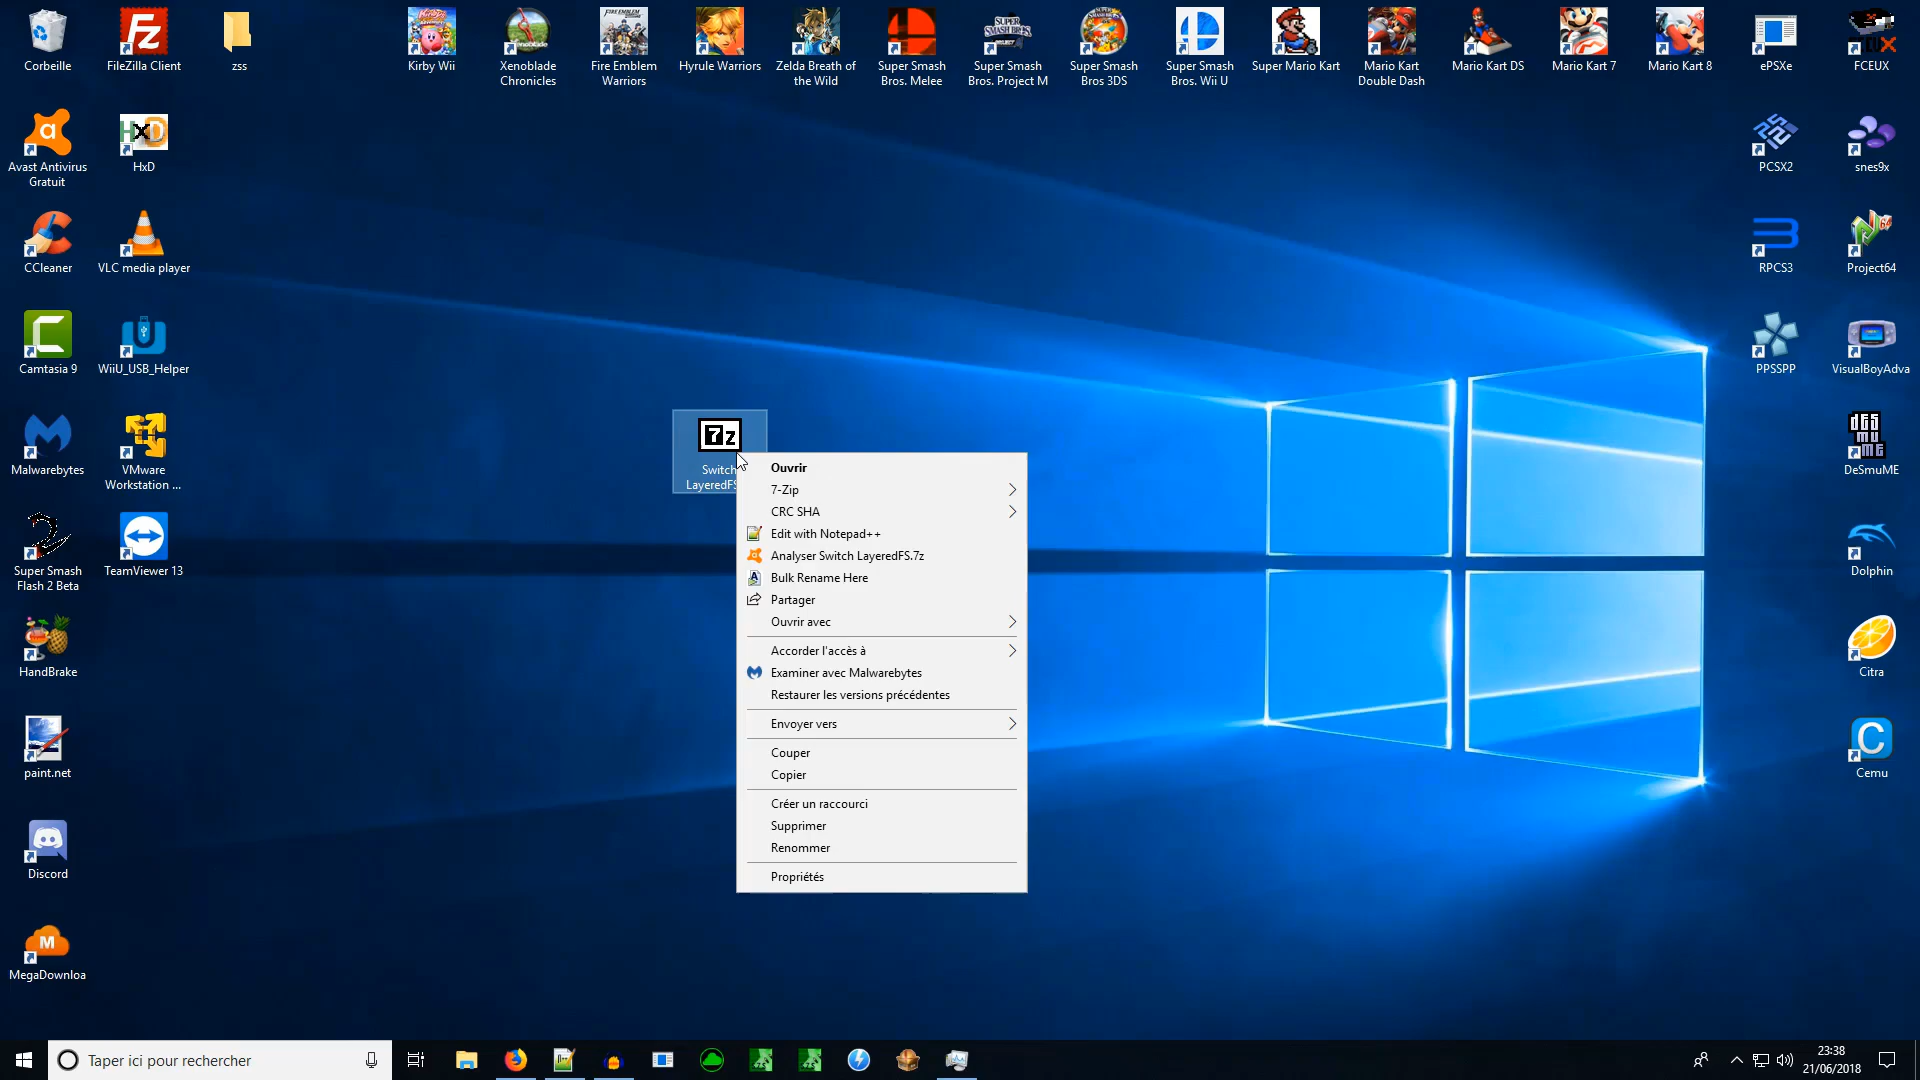 Corbeille
FileZilla Client
zss
Kirby Wii
Xenoblade
Chronicles
Fire Emblem
Warriors
Hyrule Warriors
Zelda Breath of
the Wild
Super Smash
Bros. Melee
Super Smash
Bros. Project M
Super Smash
Bros 3DS
Super Smash
Bros. Wii U
Super Mario Kart
Mario Kart
Double Dash
Mario Kart DS
Mario Kart 7
Mario Kart 8
ePSXe
FCEUX
Avast Antivirus
Gratuit
HxD
PCSX2
snes9x
CCleaner
VLC media player
RPCS3
Project64
Camtasia 9
WiiU_USB_Helper
PPSSPP
VisualBoyAdva
Malwarebytes
VMware
Workstation ...
DeSmuME
Super Smash
Flash 2 Beta
TeamViewer 13
Dolphin
HandBrake
Citra
paint.net
Cemu
Discord
MegaDownloa
7z
Switch
LayeredFS
Ouvrir
7-Zip
CRC SHA
Edit with Notepad++
Analyser Switch LayeredFS.7z
Bulk Rename Here
Partager
Ouvrir avec
Accorder l'accès à
Examiner avec Malwarebytes
Restaurer les versions précédentes
Envoyer vers
Couper
Copier
Créer un raccourci
Supprimer
Renommer
Propriétés
Taper ici pour rechercher
23:38
21/06/2018